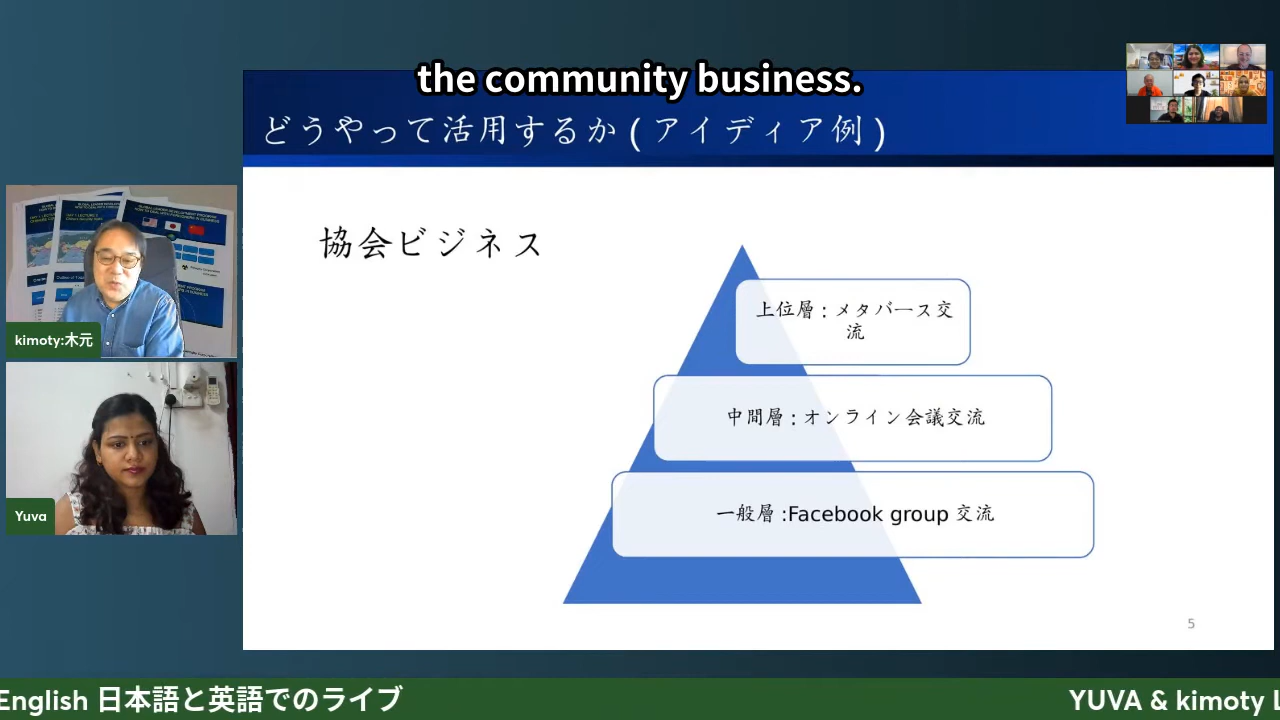 the community business.
どうやって活用するか(アイディア例)
協会ビジネス
上位層:メタバース交
流
中間層:オンライン会議交流
一般層:Facebook group 交流
5
kimoty:木元
Yuva
English 日本語と英語でのライブ
YUVA & kimoty L